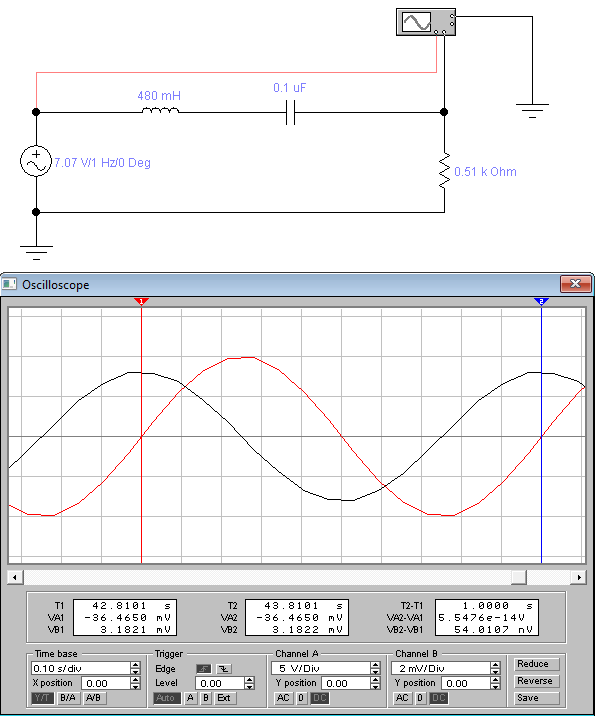 480 mH
0.1 uF
7.07 V/1 Hz/0 Deg
0.51 k Ohm
Oscilloscope
1 2
T1 42.8101 s T2 43.8101 s T2-T1 1.0000 s
VA1 -36.4650 mV VA2 -36.4650 mV VA2-VA1 5.5476e-14V
VB1 3.1821 mV VB2 3.1822 mV VB2-VB1 54.0107 nV
Time base Trigger Channel A Channel B
0.10 s/div Edge 5 V/Div 2 mV/Div Reduce
X position 0.00 Level 0.00 Y position 0.00 Y position 0.00 Reverse
Y/T B/A A/B Auto A B Ext AC 0 DC AC 0 DC Save